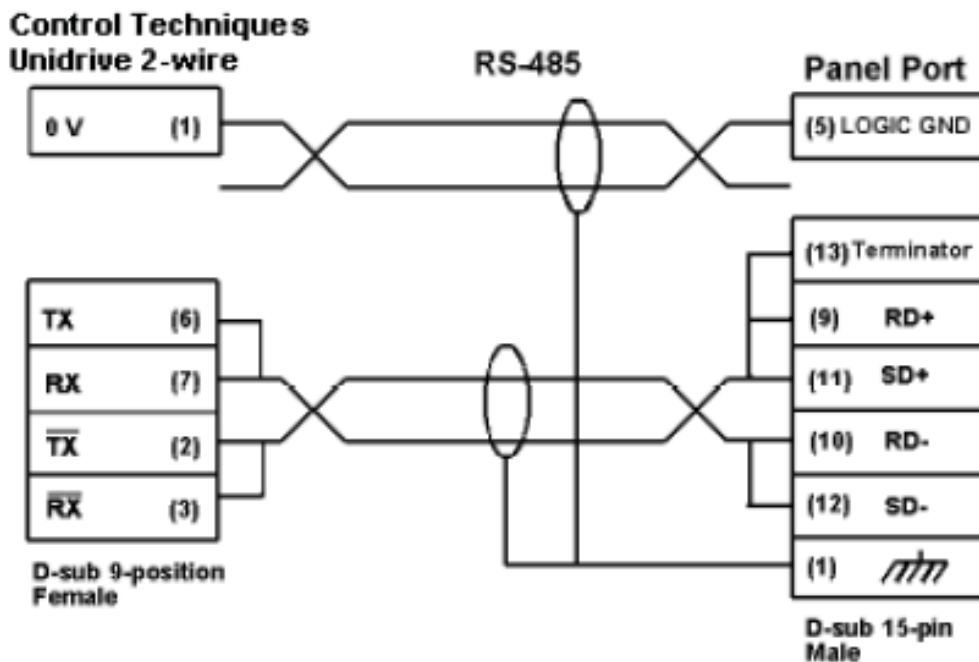 Control Techniques
Unidrive 2-wire
RS-485
Panel Port
0 V (1)
(5) LOGIC GND
(13) Terminator
TX (6)
(9) RD+
RX (7)
(11) SD+
T̅X̅ (2)
(10) RD-
R̅X̅ (3)
(12) SD-
(1)
D-sub 9-position
Female
D-sub 15-pin
Male